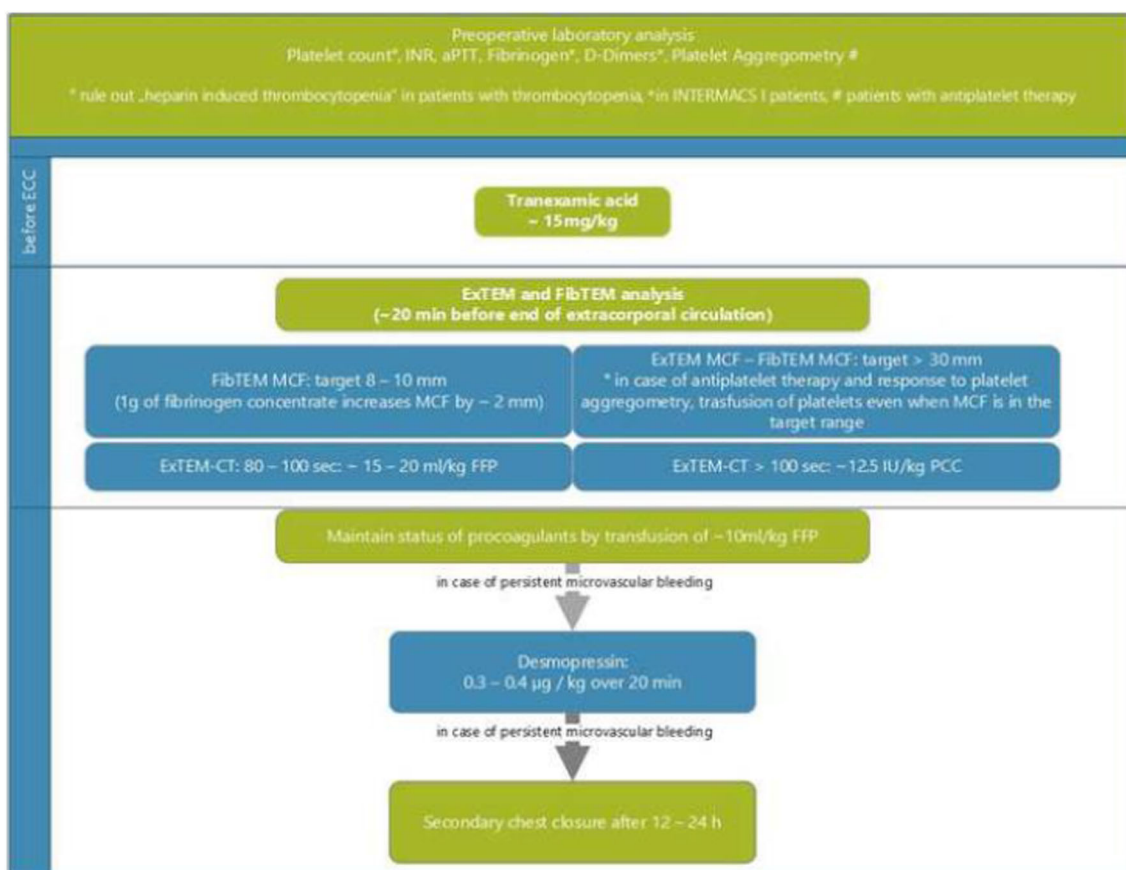 Preoperative laboratory analysis
Platelet count*, INR, aPTT, Fibrinogen*, D-Dimers*, Platelet Aggregometry #
* rule out „heparin induced thrombocytopenia" in patients with thrombocytopenia, *in INTERMACS I patients, # patients with antiplatelet therapy
before ECC
Tranexamic acid
~ 15mg/kg
ExTEM and FibTEM analysis
(~20 min before end of extracorporal circulation)
FibTEM MCF: target 8 – 10 mm
(1g of fibrinogen concentrate increases MCF by ~ 2 mm)
ExTEM MCF – FibTEM MCF: target > 30 mm
* in case of antiplatelet therapy and response to platelet
aggregometry, trasfusion of platelets even when MCF is in the
target range
ExTEM-CT: 80 – 100 sec: ~ 15 – 20 ml/kg FFP
ExTEM-CT > 100 sec: ~12.5 IU/kg PCC
Maintain status of procoagulants by transfusion of ~10ml/kg FFP
in case of persistent microvascular bleeding
Desmopressin:
0.3 – 0.4 µg / kg over 20 min
in case of persistent microvascular bleeding
Secondary chest closure after 12 – 24 h